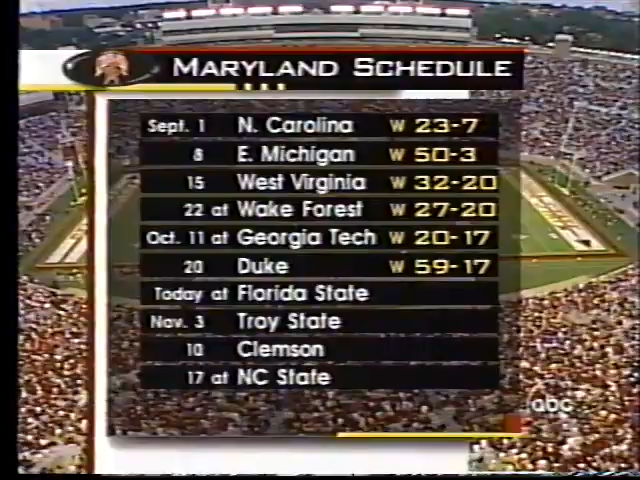 MARYLAND SCHEDULE
Sept. 1 N. Carolina W 23-7
8 E. Michigan W 50-3
15 West Virginia W 32-20
22 at Wake Forest W 27-20
Oct. 11 at Georgia Tech W 20-17
20 Duke W 59-17
Today at Florida State
Nov. 3 Troy State
10 Clemson
17 at NC State
abc